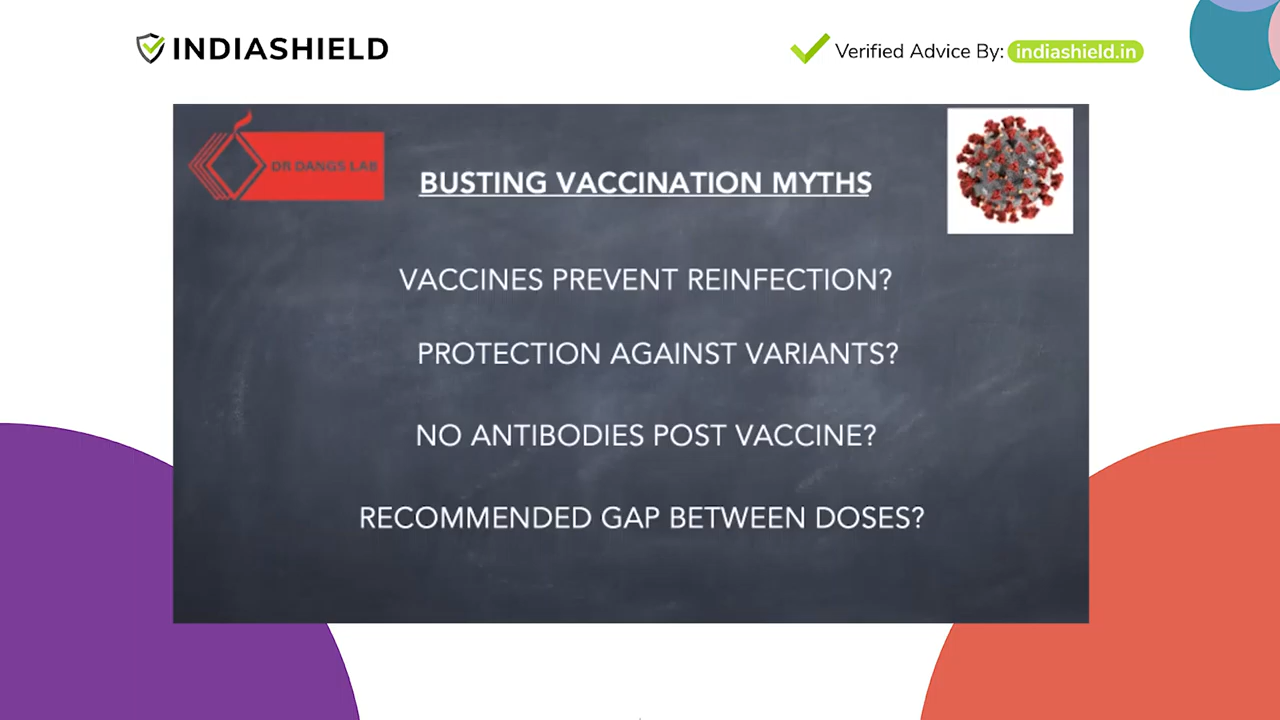 INDIASHIELD
Verified Advice By: indiashield.in
DR DANGS LAB
BUSTING VACCINATION MYTHS
VACCINES PREVENT REINFECTION?
PROTECTION AGAINST VARIANTS?
NO ANTIBODIES POST VACCINE?
RECOMMENDED GAP BETWEEN DOSES?